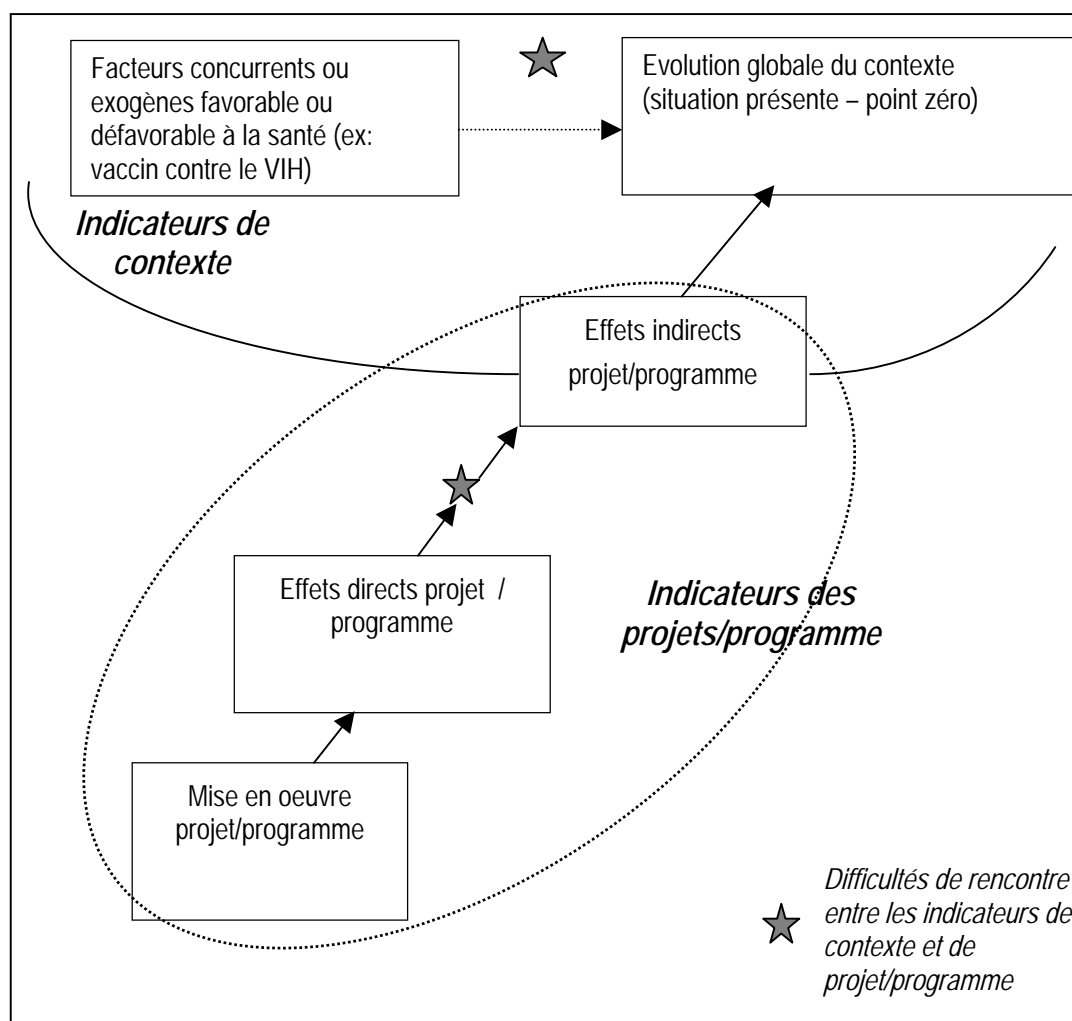 Facteurs concurrents ou
exogènes favorable ou
défavorable à la santé (ex:
vaccin contre le VIH)
Evolution globale du contexte
(situation présente – point zéro)
Indicateurs de
contexte
Effets indirects
projet/programme
Effets directs projet /
programme
Indicateurs des
projets/programme
Mise en oeuvre
projet/programme
Difficultés de rencontre
entre les indicateurs de
contexte et de
projet/programme